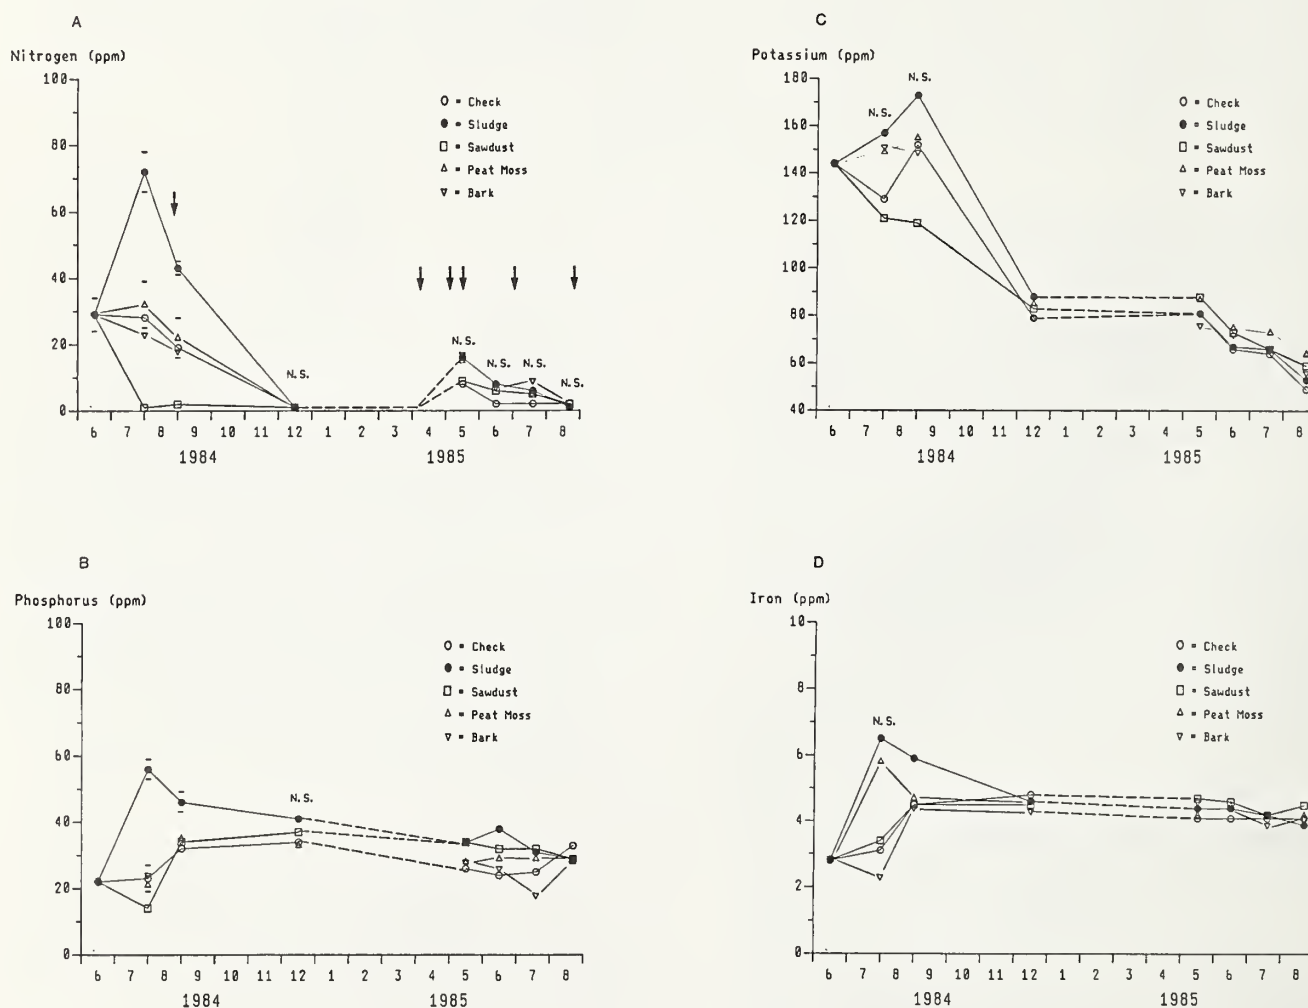 A
Nitrogen (ppm)
100
80
60
40
20
0
O = Check
● = Sludge
□ = Sawdust
△ = Peat Moss
▽ = Bark
N.S.
N.S.
N.S.
N.S.
N.S.
6 7 8 9 10 11 12 1 2 3 4 5 6 7 8
1984 1985
C
Potassium (ppm)
180
160
140
120
100
80
60
40
N.S.
N.S.
O = Check
● = Sludge
□ = Sawdust
△ = Peat Moss
▽ = Bark
6 7 8 9 10 11 12 1 2 3 4 5 6 7 8
1984 1985
B
Phosphorus (ppm)
100
80
60
40
20
0
O = Check
● = Sludge
□ = Sawdust
△ = Peat Moss
▽ = Bark
N.S.
6 7 8 9 10 11 12 1 2 3 4 5 6 7 8
1984 1985
D
Iron (ppm)
10
8
6
4
2
0
N.S.
O = Check
● = Sludge
□ = Sawdust
△ = Peat Moss
▽ = Bark
6 7 8 9 10 11 12 1 2 3 4 5 6 7 8
1984 1985